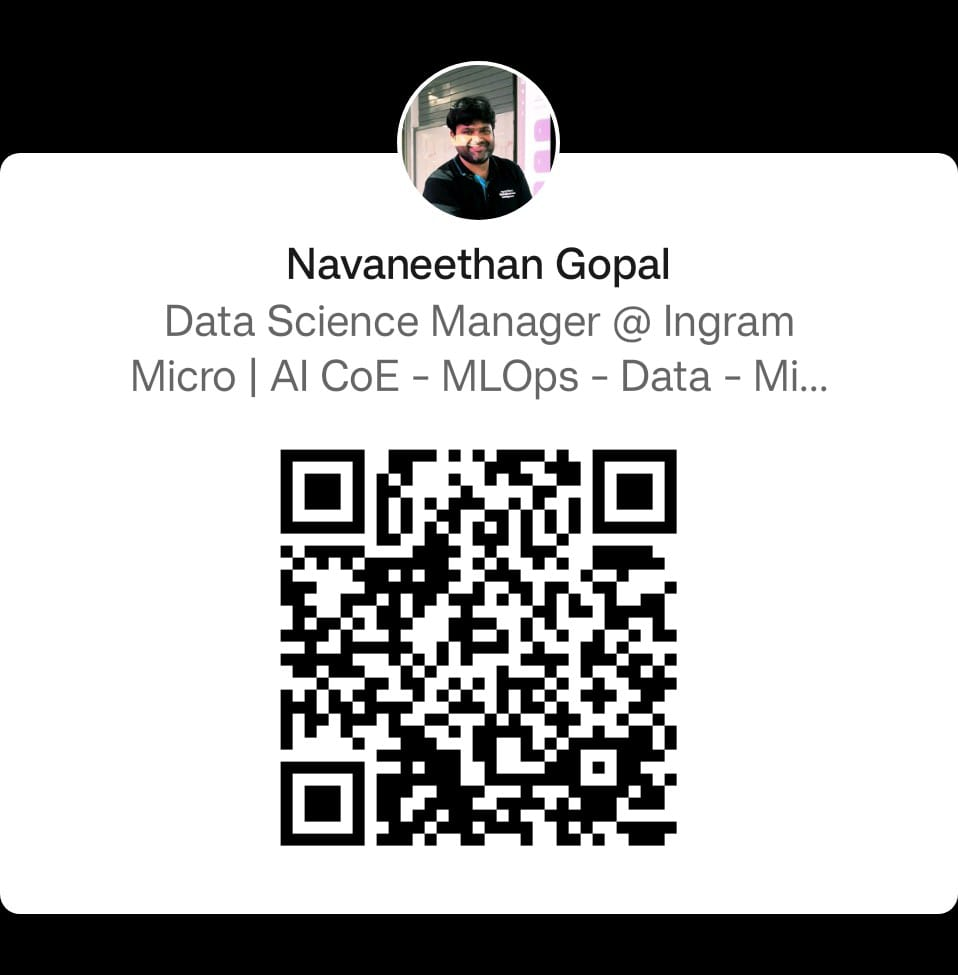 Navaneethan Gopal
Data Science Manager @ Ingram
Micro | AI CoE - MLOps - Data - Mi...